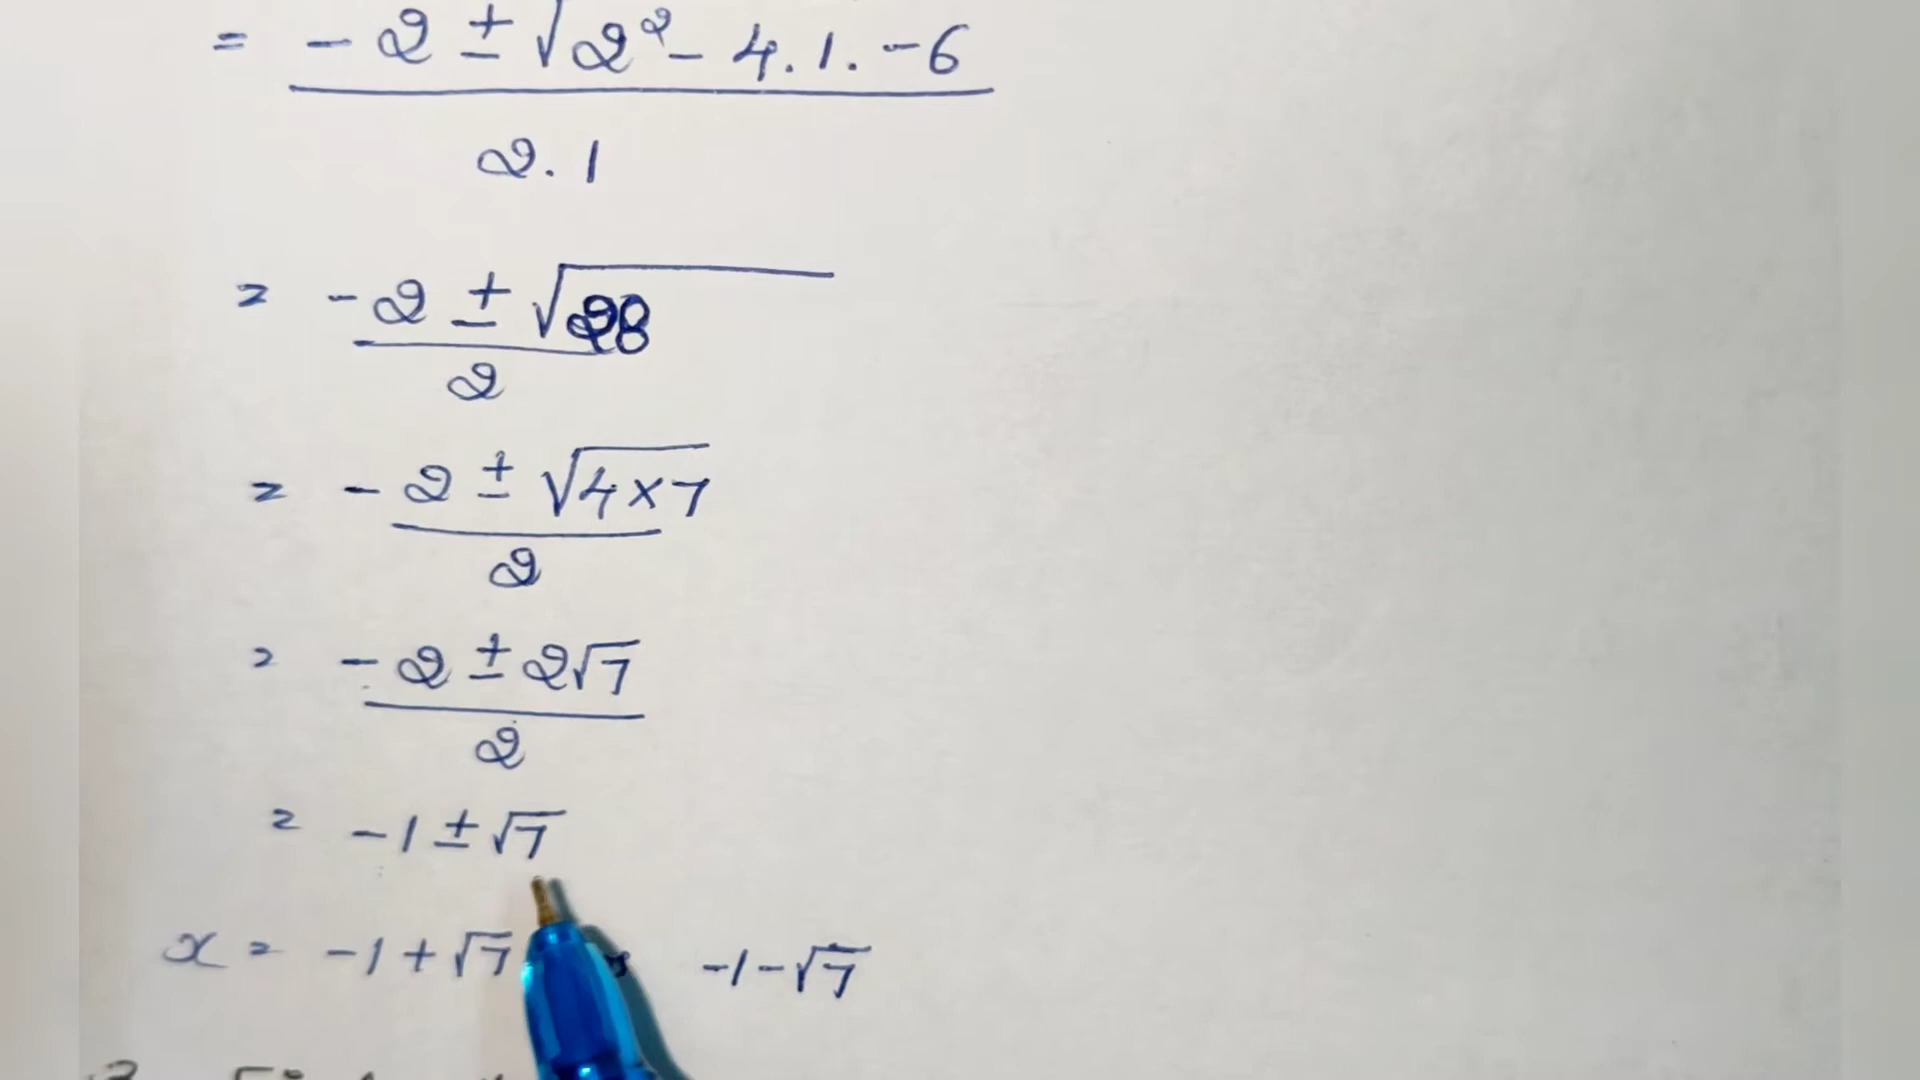 = -2 ± √2² - 4.1.-6
2.1
= -2 ± √28
2
= -2 ± √4×7
2
= -2 ± 2√7
2
= -1 ± √7
x = -1 + √7 -1 - √7